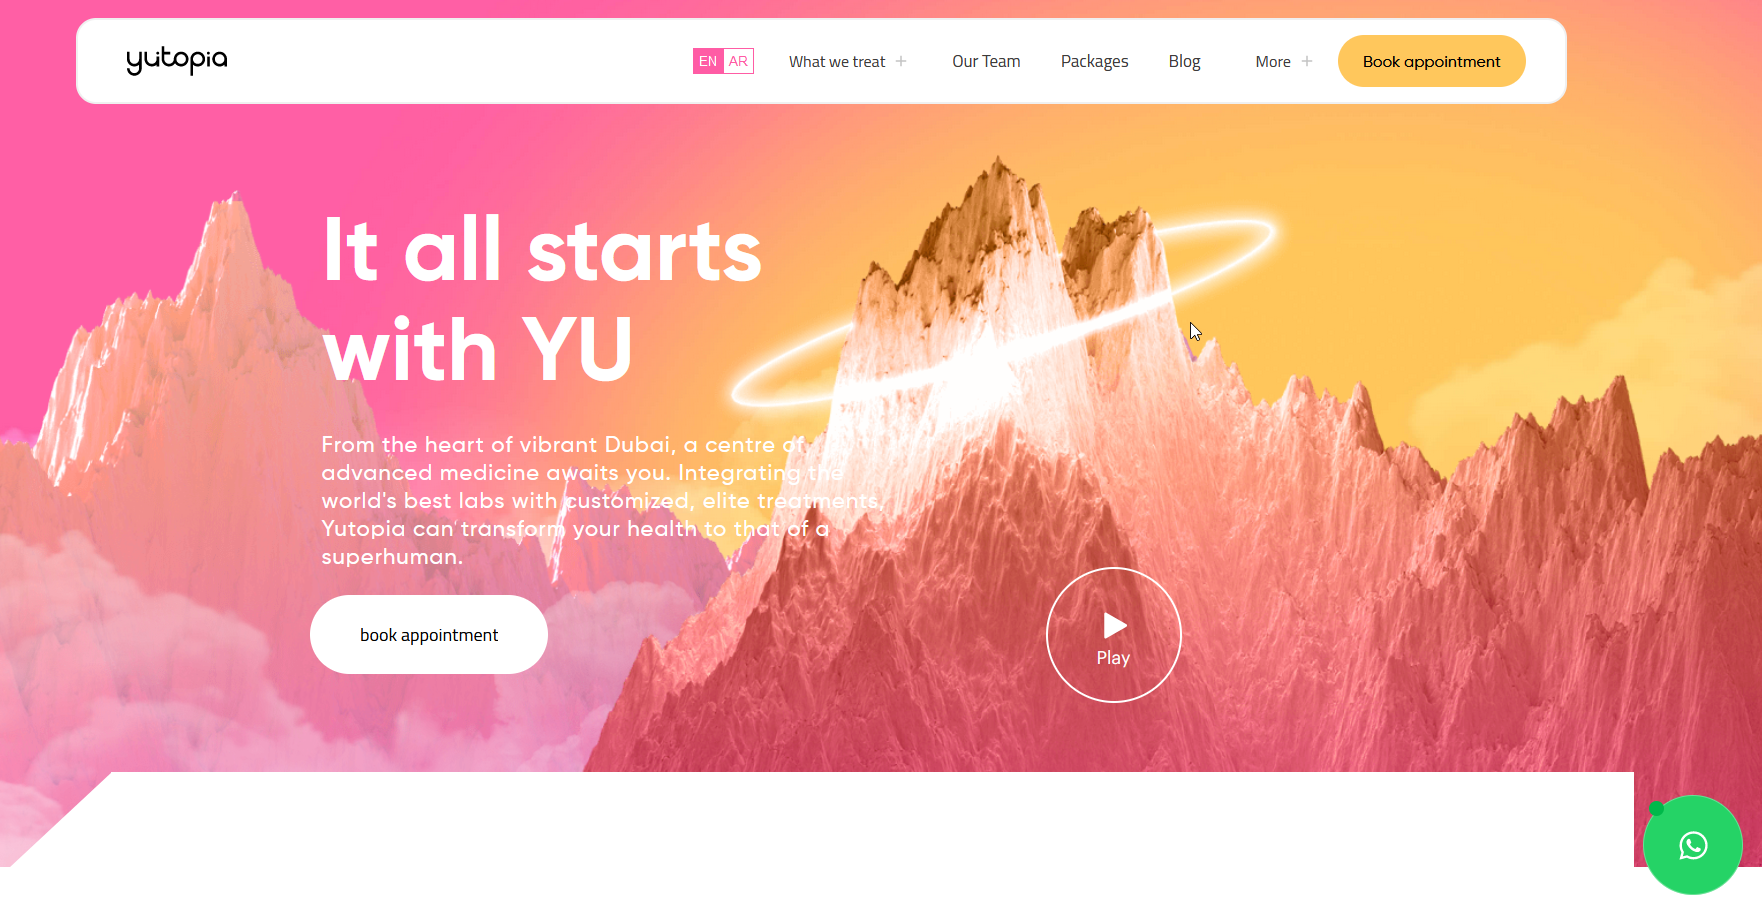 yutopia
EN AR
What we treat
Our Team
Packages
Blog
More
Book appointment
It all starts
with YU
From the heart of vibrant Dubai, a centre of
advanced medicine awaits you. Integrating the
world's best labs with customized, elite treatments,
Yutopia can transform your health to that of a
superhuman.
book appointment
Play